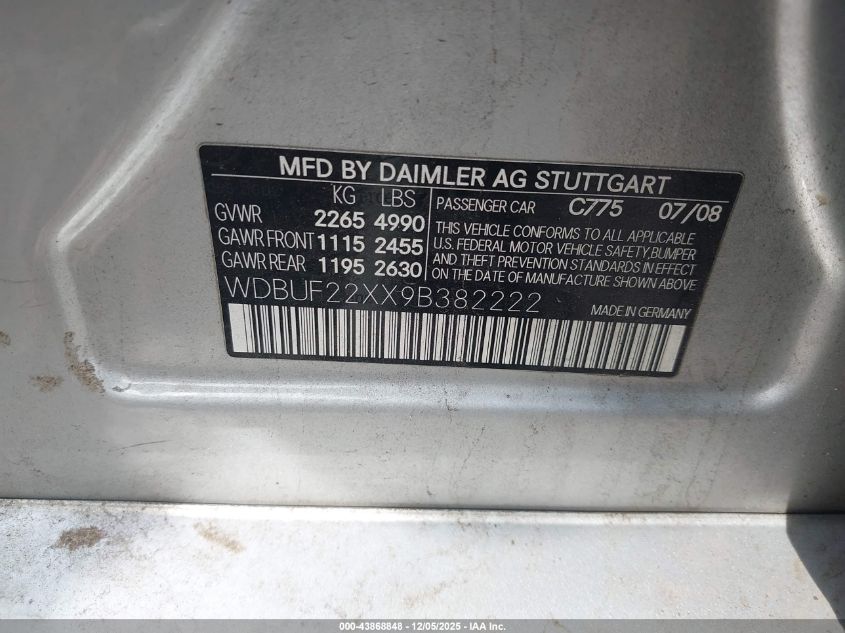 MFD BY DAIMLER AG STUTTGART
KG LBS
GVWR 2265 4990
GAWR FRONT 1115 2455
GAWR REAR 1195 2630
PASSENGER CAR C775 07/08
THIS VEHICLE CONFORMS TO ALL APPLICABLE
U.S. FEDERAL MOTOR VEHICLE SAFETY, BUMPER
AND THEFT PREVENTION STANDARDS IN EFFECT
ON THE DATE OF MANUFACTURE SHOWN ABOVE
WDBUF22XX9B382222
MADE IN GERMANY
000-43868848 - 12/05/2025 - IAA Inc.